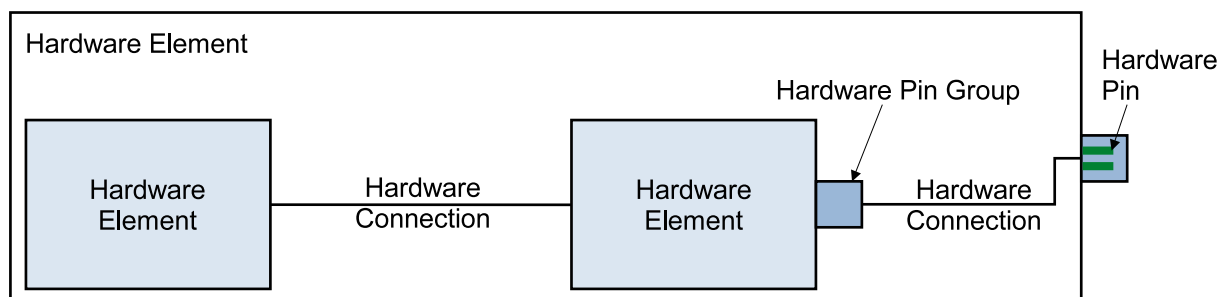 Hardware Element
Hardware
Pin
Hardware Pin Group
Hardware
Element
Hardware
Connection
Hardware
Element
Hardware
Connection